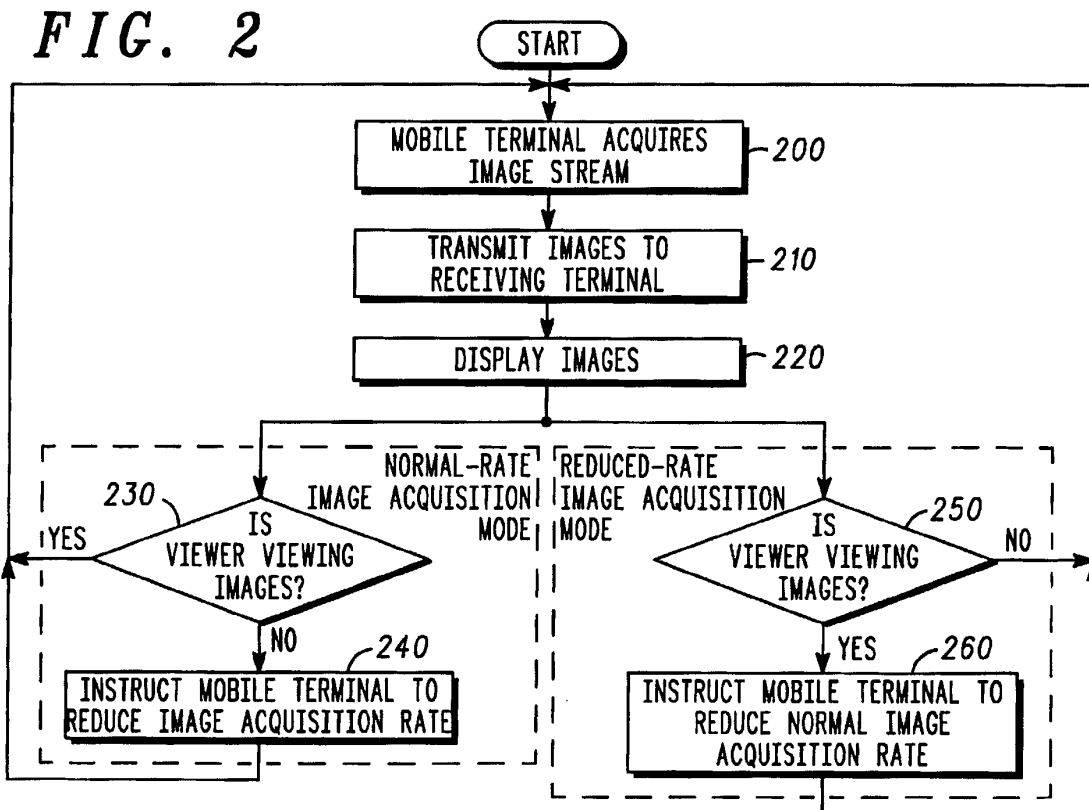 FIG. 2
START
MOBILE TERMINAL ACQUIRES
IMAGE STREAM
200
TRANSMIT IMAGES TO
RECEIVING TERMINAL
210
DISPLAY IMAGES
220
NORMAL-RATE
IMAGE ACQUISITION
MODE
230
IS
VIEWER VIEWING
IMAGES?
YES
NO
240
INSTRUCT MOBILE TERMINAL TO
REDUCE IMAGE ACQUISITION RATE
REDUCED-RATE
IMAGE ACQUISITION
MODE
250
IS
VIEWER VIEWING
IMAGES?
NO
YES
260
INSTRUCT MOBILE TERMINAL TO
REDUCE NORMAL IMAGE
ACQUISITION RATE